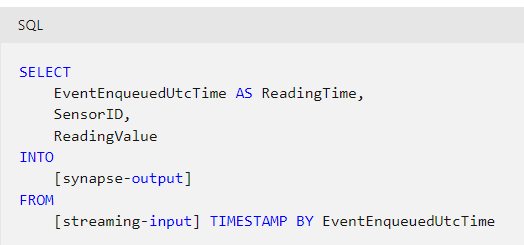 SQL
SELECT
    EventEnqueuedUtcTime AS ReadingTime,
    SensorID,
    ReadingValue
INTO
    [synapse-output]
FROM
    [streaming-input] TIMESTAMP BY EventEnqueuedUtcTime